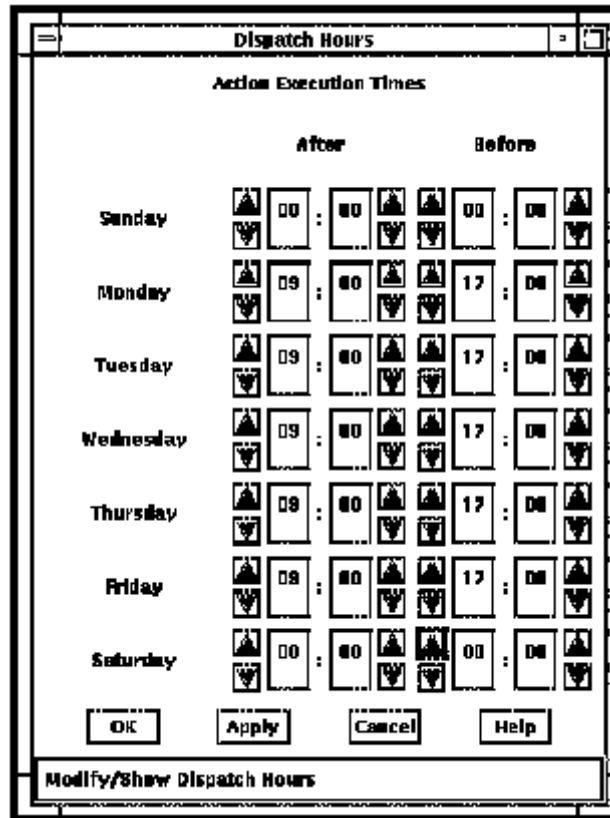 Dispatch Hours
Action Execution Times
After Before
Sunday 00 : 00 00 : 00
Monday 09 : 00 17 : 00
Tuesday 09 : 00 17 : 00
Wednesday 09 : 00 17 : 00
Thursday 09 : 00 17 : 00
Friday 09 : 00 17 : 00
Saturday 00 : 00 00 : 00
OK Apply Cancel Help
Modify/Show Dispatch Hours